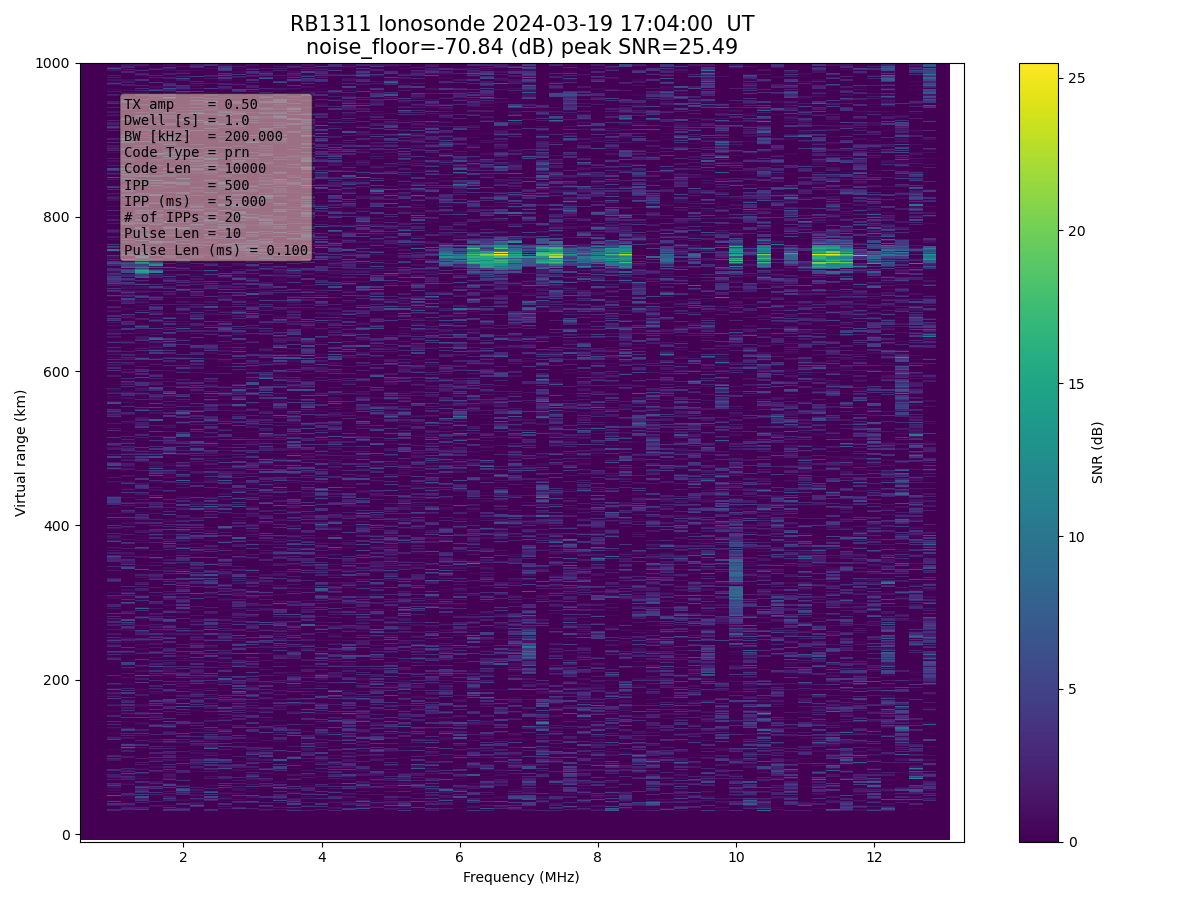 RB1311 Ionosonde 2024-03-19 17:04:00  UT
noise_floor=-70.84 (dB) peak SNR=25.49
TX amp    = 0.50
Dwell [s] = 1.0
BW [kHz]  = 200.000
Code Type = prn
Code Len  = 10000
IPP       = 500
IPP (ms)  = 5.000
# of IPPs = 20
Pulse Len = 10
Pulse Len (ms) = 0.100
1000
800
600
400
200
0
Virtual range (km)
2 4 6 8 10 12
Frequency (MHz)
25
20
15
10
5
0
SNR (dB)